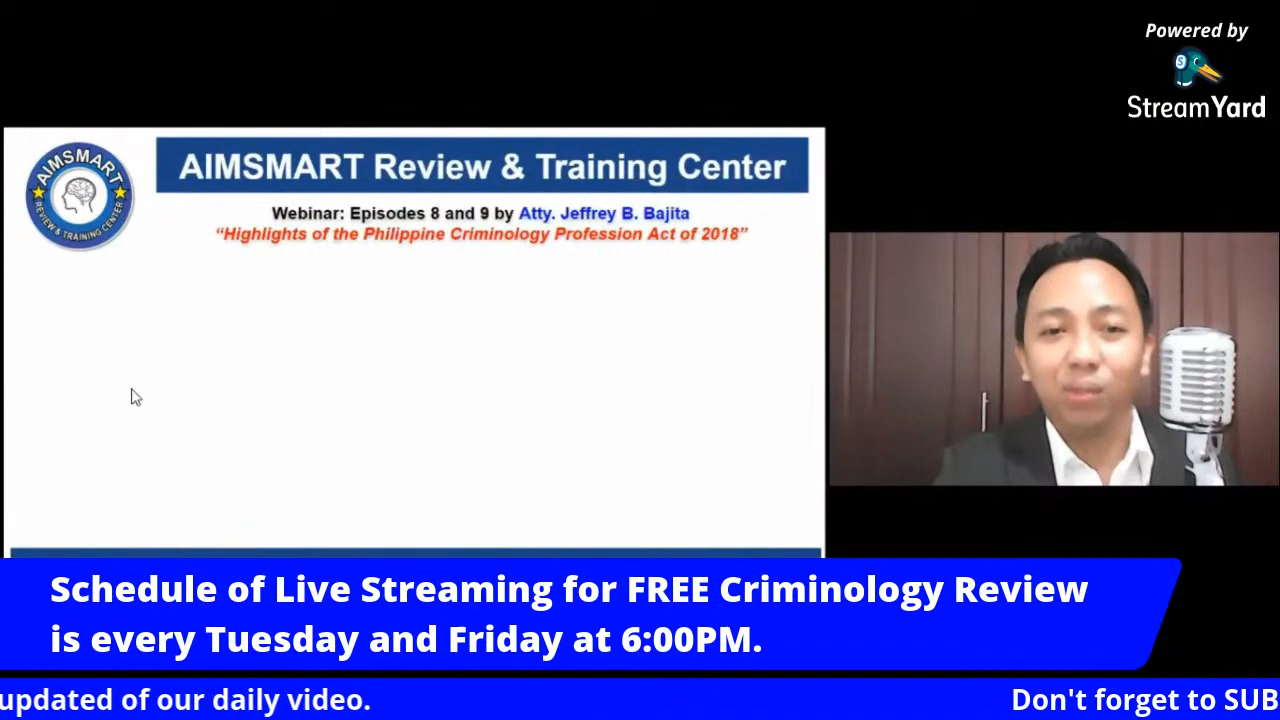 Powered by
StreamYard
AIMSMART
REVIEW & TRAINING CENTER
AIMSMART Review & Training Center
Webinar: Episodes 8 and 9 by Atty. Jeffrey B. Bajita
“Highlights of the Philippine Criminology Profession Act of 2018”
Schedule of Live Streaming for FREE Criminology Review
is every Tuesday and Friday at 6:00PM.
updated of our daily video.
Don't forget to SUB